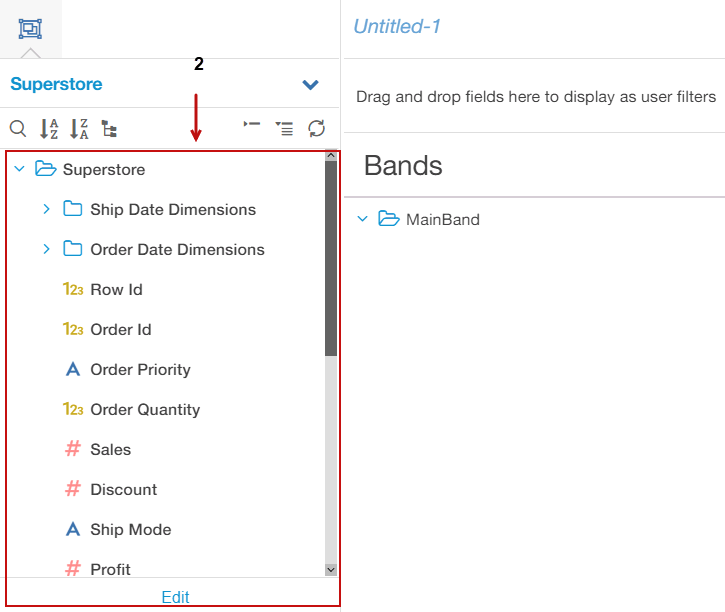 Untitled-1
2
Superstore
Drag and drop fields here to display as user filters
A
Z
Z
A
Bands
Superstore
MainBand
Ship Date Dimensions
Order Date Dimensions
123 Row Id
123 Order Id
A Order Priority
123 Order Quantity
# Sales
# Discount
A Ship Mode
# Profit
Edit